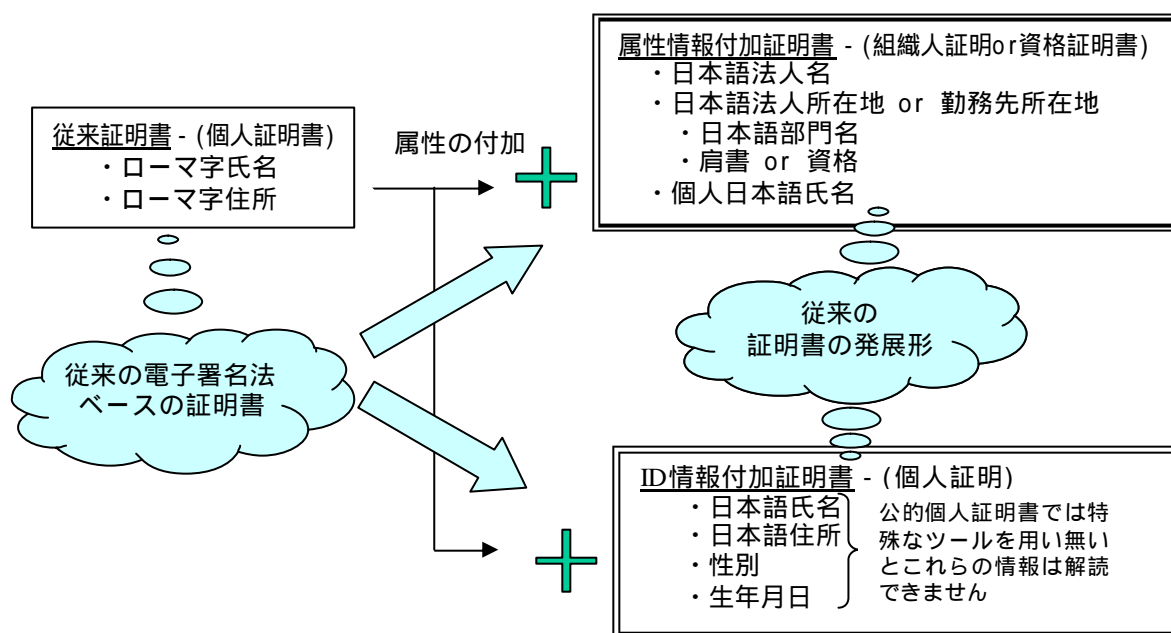 従来証明書 - (個人証明書)
・ローマ字氏名
・ローマ字住所
属性の付加
属性情報付加証明書 - (組織人証明or資格証明書)
・日本語法人名
・日本語法人所在地 or 勤務先所在地
・日本語部門名
・肩書 or 資格
・個人日本語氏名
従来の電子署名法
ベースの証明書
従来の
証明書の発展形
ID情報付加証明書 - (個人証明)
・日本語氏名
・日本語住所
・性別
・生年月日
公的個人証明書では特
殊なツールを用い無い
とこれらの情報は解読
できません